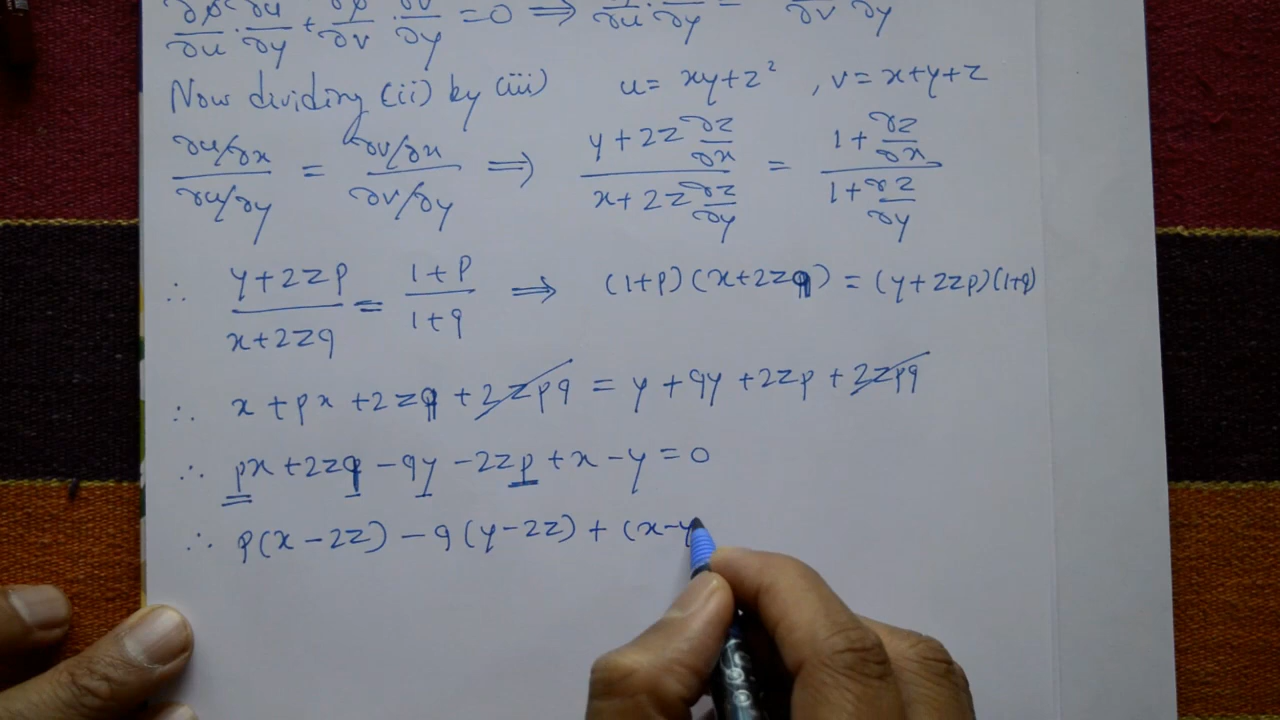 ∂φ/∂u · ∂u/∂y + ∂φ/∂v · ∂v/∂y = 0 ⇒ ∂u · ∂y = ∂v ∂y
Now dividing (ii) by (iii) u = xy+z² , v = x+y+z
(∂u/∂x)/(∂u/∂y) = (∂v/∂x)/(∂v/∂y) ⇒ (y+2z ∂z/∂x)/(x+2z ∂z/∂y) = (1+∂z/∂x)/(1+∂z/∂y)
∴ (y+2zp)/(x+2zq) = (1+p)/(1+q) ⇒ (1+p)(x+2zq) = (y+2zp)(1+q)
∴ x+px+2zq+2zpq = y+qy+2zp+2zpq
∴ px+2zq-qy-2zp+x-y=0
∴ p(x-2z)-q(y-2z)+(x-y